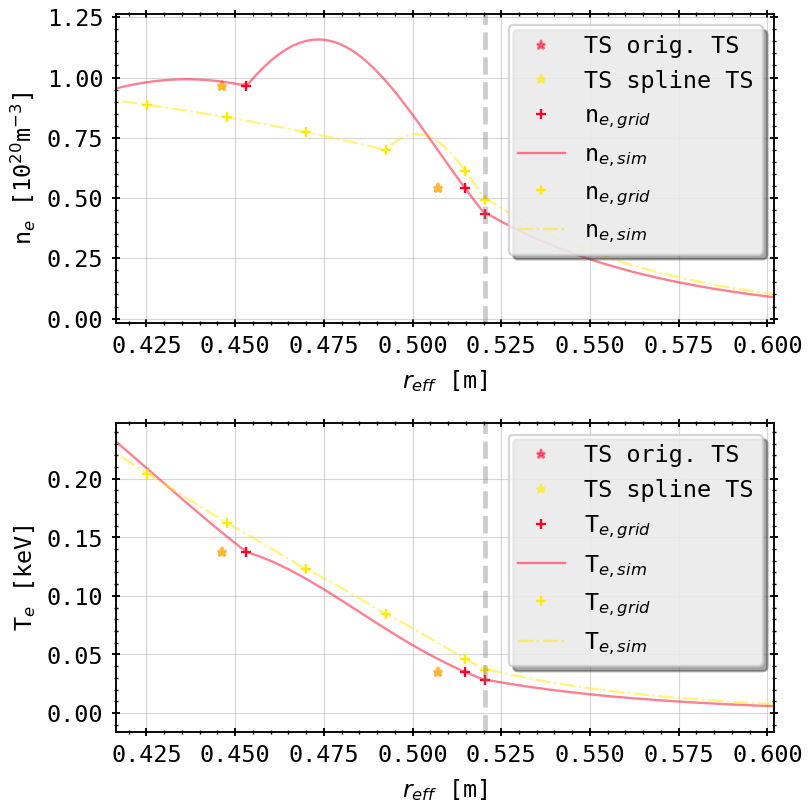 1.25
1.00
0.75
0.50
0.25
0.00
n_e [10^20 m^−3]
TS orig. TS
TS spline TS
n_e,grid
n_e,sim
n_e,grid
n_e,sim
0.425 0.450 0.475 0.500 0.525 0.550 0.575 0.600
r_eff [m]
0.20
0.15
0.10
0.05
0.00
T_e [keV]
TS orig. TS
TS spline TS
T_e,grid
T_e,sim
T_e,grid
T_e,sim
0.425 0.450 0.475 0.500 0.525 0.550 0.575 0.600
r_eff [m]